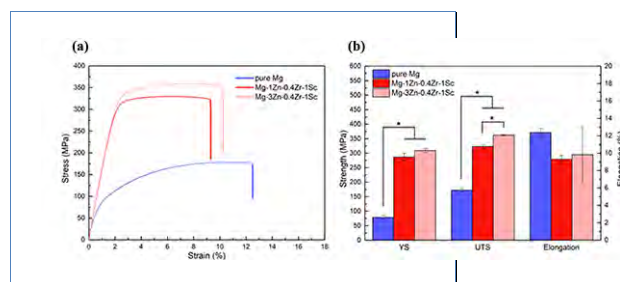 (a)
400
350
300
250
200
150
100
50
0
Stress (MPa)
pure Mg
Mg-1Zn-0.4Zr-1Sc
Mg-3Zn-0.4Zr-1Sc
0 2 4 6 8 10 12 14 16 18
Strain (%)
(b)
600
550
500
450
400
350
300
250
200
150
100
50
0
Strength (MPa)
pure Mg
Mg-1Zn-0.4Zr-1Sc
Mg-3Zn-0.4Zr-1Sc
*
*
*
YS UTS Elongation
20
18
16
14
12
10
8
6
4
2
0
Elongation (%)